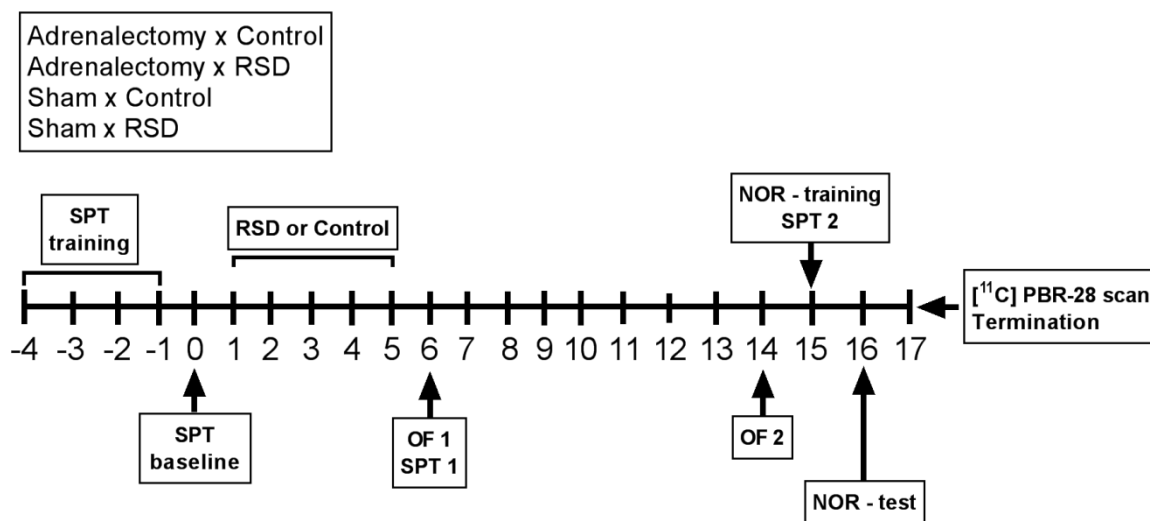 Adrenalectomy x Control
Adrenalectomy x RSD
Sham x Control
Sham x RSD
SPT
training
RSD or Control
NOR - training
SPT 2
[¹¹C] PBR-28 scan
Termination
-4 -3 -2 -1 0 1 2 3 4 5 6 7 8 9 10 11 12 13 14 15 16 17
SPT
baseline
OF 1
SPT 1
OF 2
NOR - test